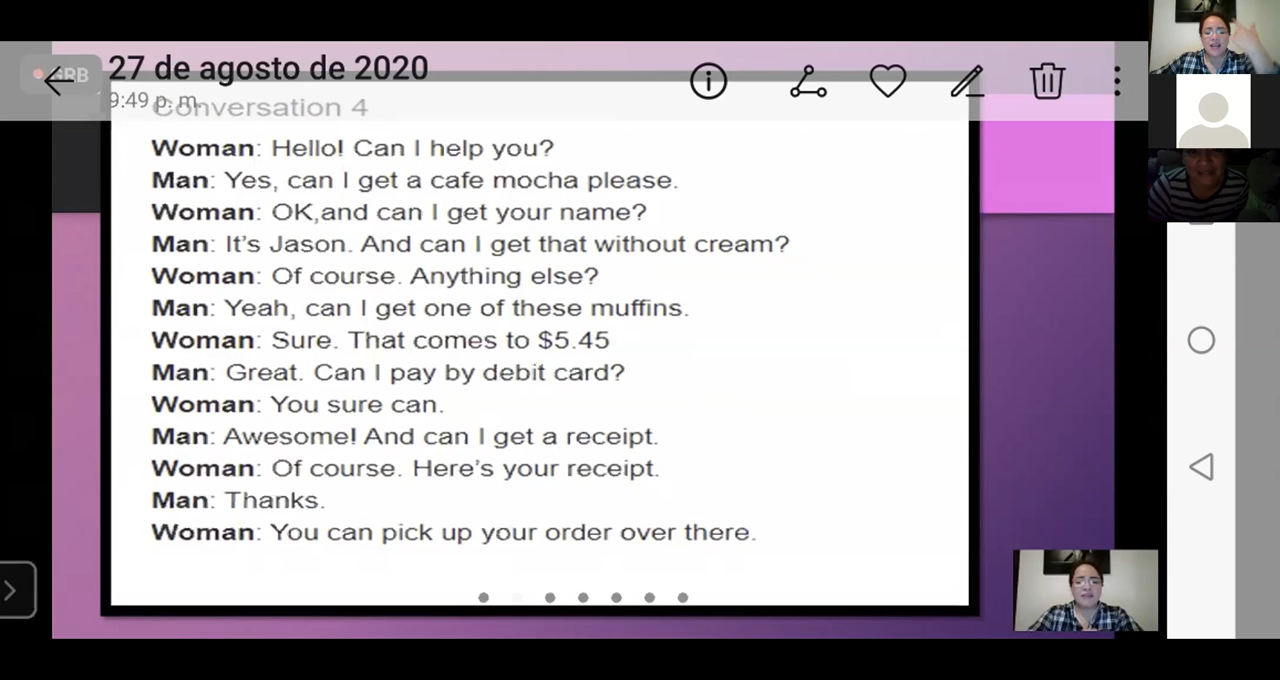 27 de agosto de 2020
9:49 p. m.
Conversation 4
Woman: Hello! Can I help you?
Man: Yes, can I get a cafe mocha please.
Woman: OK,and can I get your name?
Man: It's Jason. And can I get that without cream?
Woman: Of course. Anything else?
Man: Yeah, can I get one of these muffins.
Woman: Sure. That comes to $5.45
Man: Great. Can I pay by debit card?
Woman: You sure can.
Man: Awesome! And can I get a receipt.
Woman: Of course. Here's your receipt.
Man: Thanks.
Woman: You can pick up your order over there.